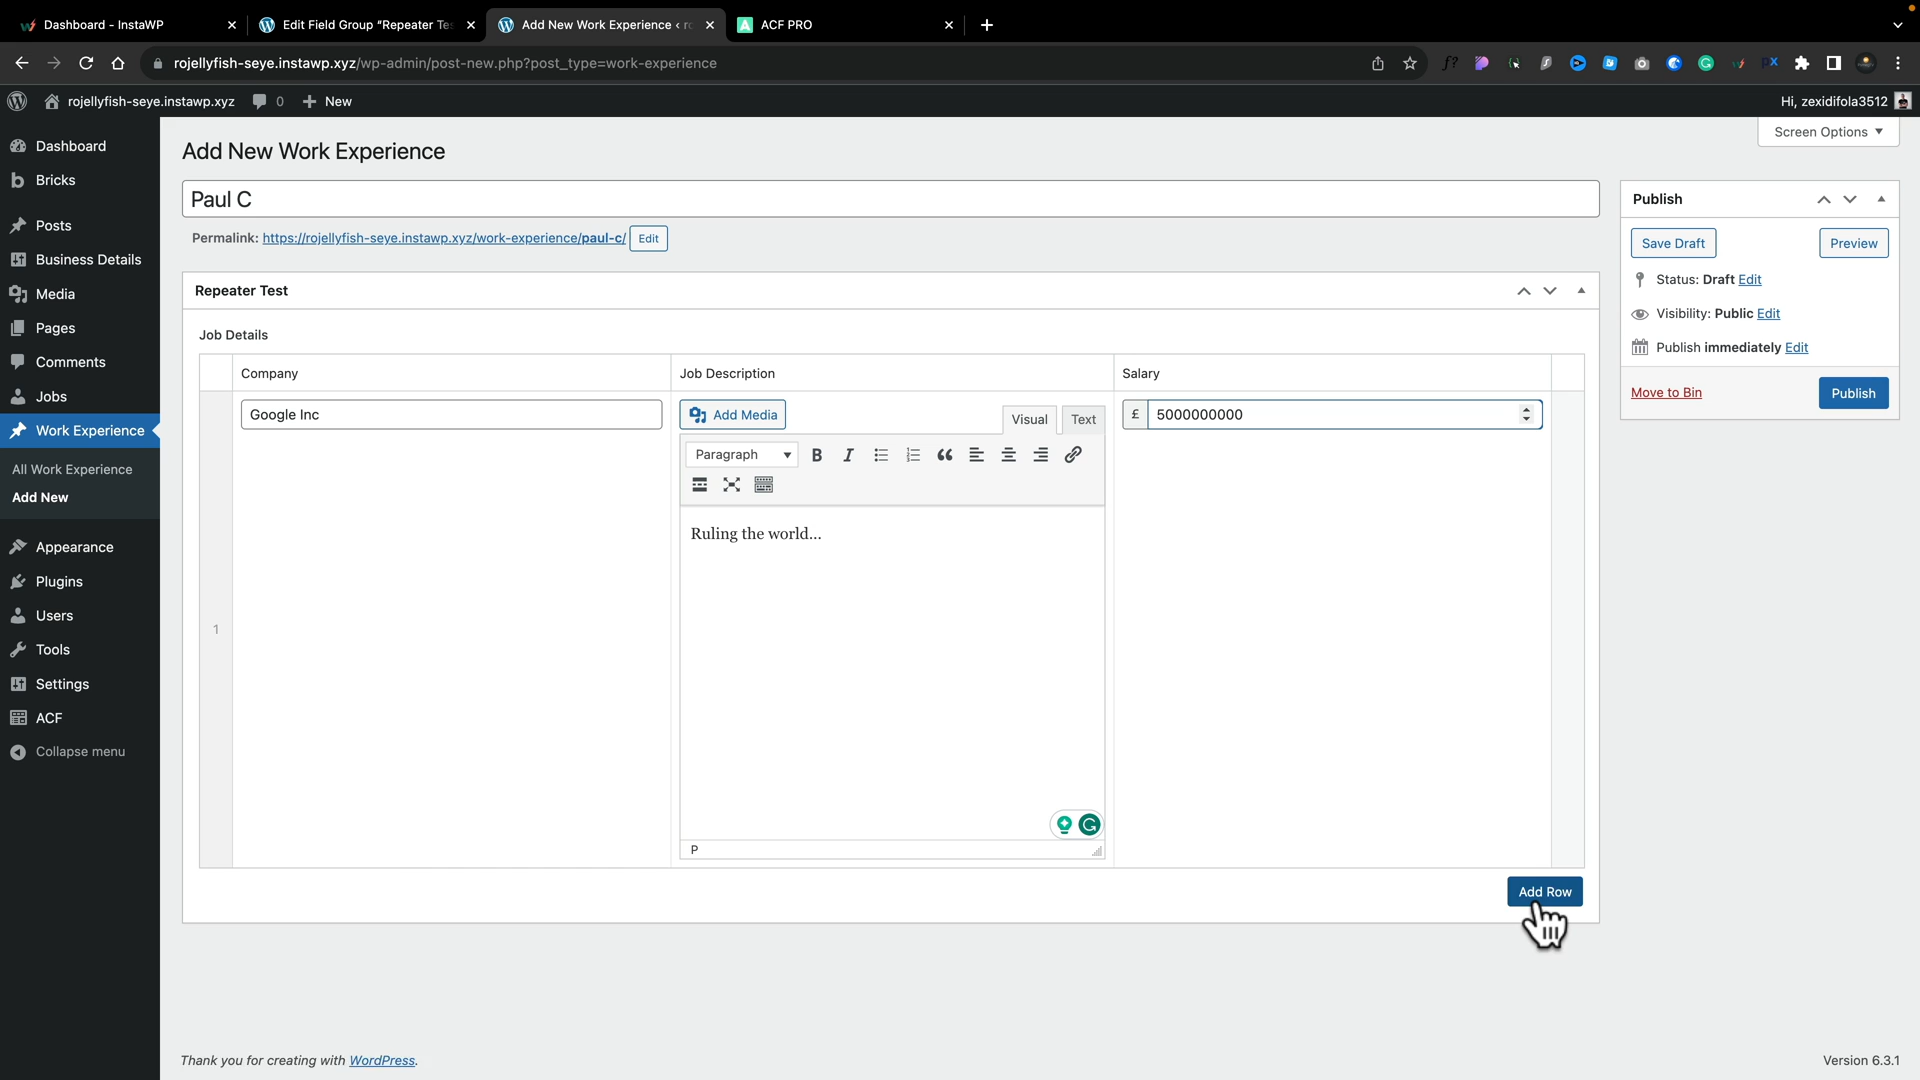 Dashboard - InstaWP
Edit Field Group “Repeater Te
Add New Work Experience ‹ ro
ACF PRO
rojellyfish-seye.instawp.xyz/wp-admin/post-new.php?post_type=work-experience
rojellyfish-seye.instawp.xyz
0
New
Hi, zexidifola3512
Screen Options
Dashboard
Bricks
Posts
Business Details
Media
Pages
Comments
Jobs
Work Experience
All Work Experience
Add New
Appearance
Plugins
Users
Tools
Settings
ACF
Collapse menu
Add New Work Experience
Paul C
Permalink: https://rojellyfish-seye.instawp.xyz/work-experience/paul-c/ Edit
Repeater Test
Job Details
Company
Job Description
Salary
1
Google Inc
Add Media
Visual
Text
Paragraph
Ruling the world...
P
£
5000000000
Add Row
Publish
Save Draft
Preview
Status: Draft Edit
Visibility: Public Edit
Publish immediately Edit
Move to Bin
Publish
Thank you for creating with WordPress.
Version 6.3.1